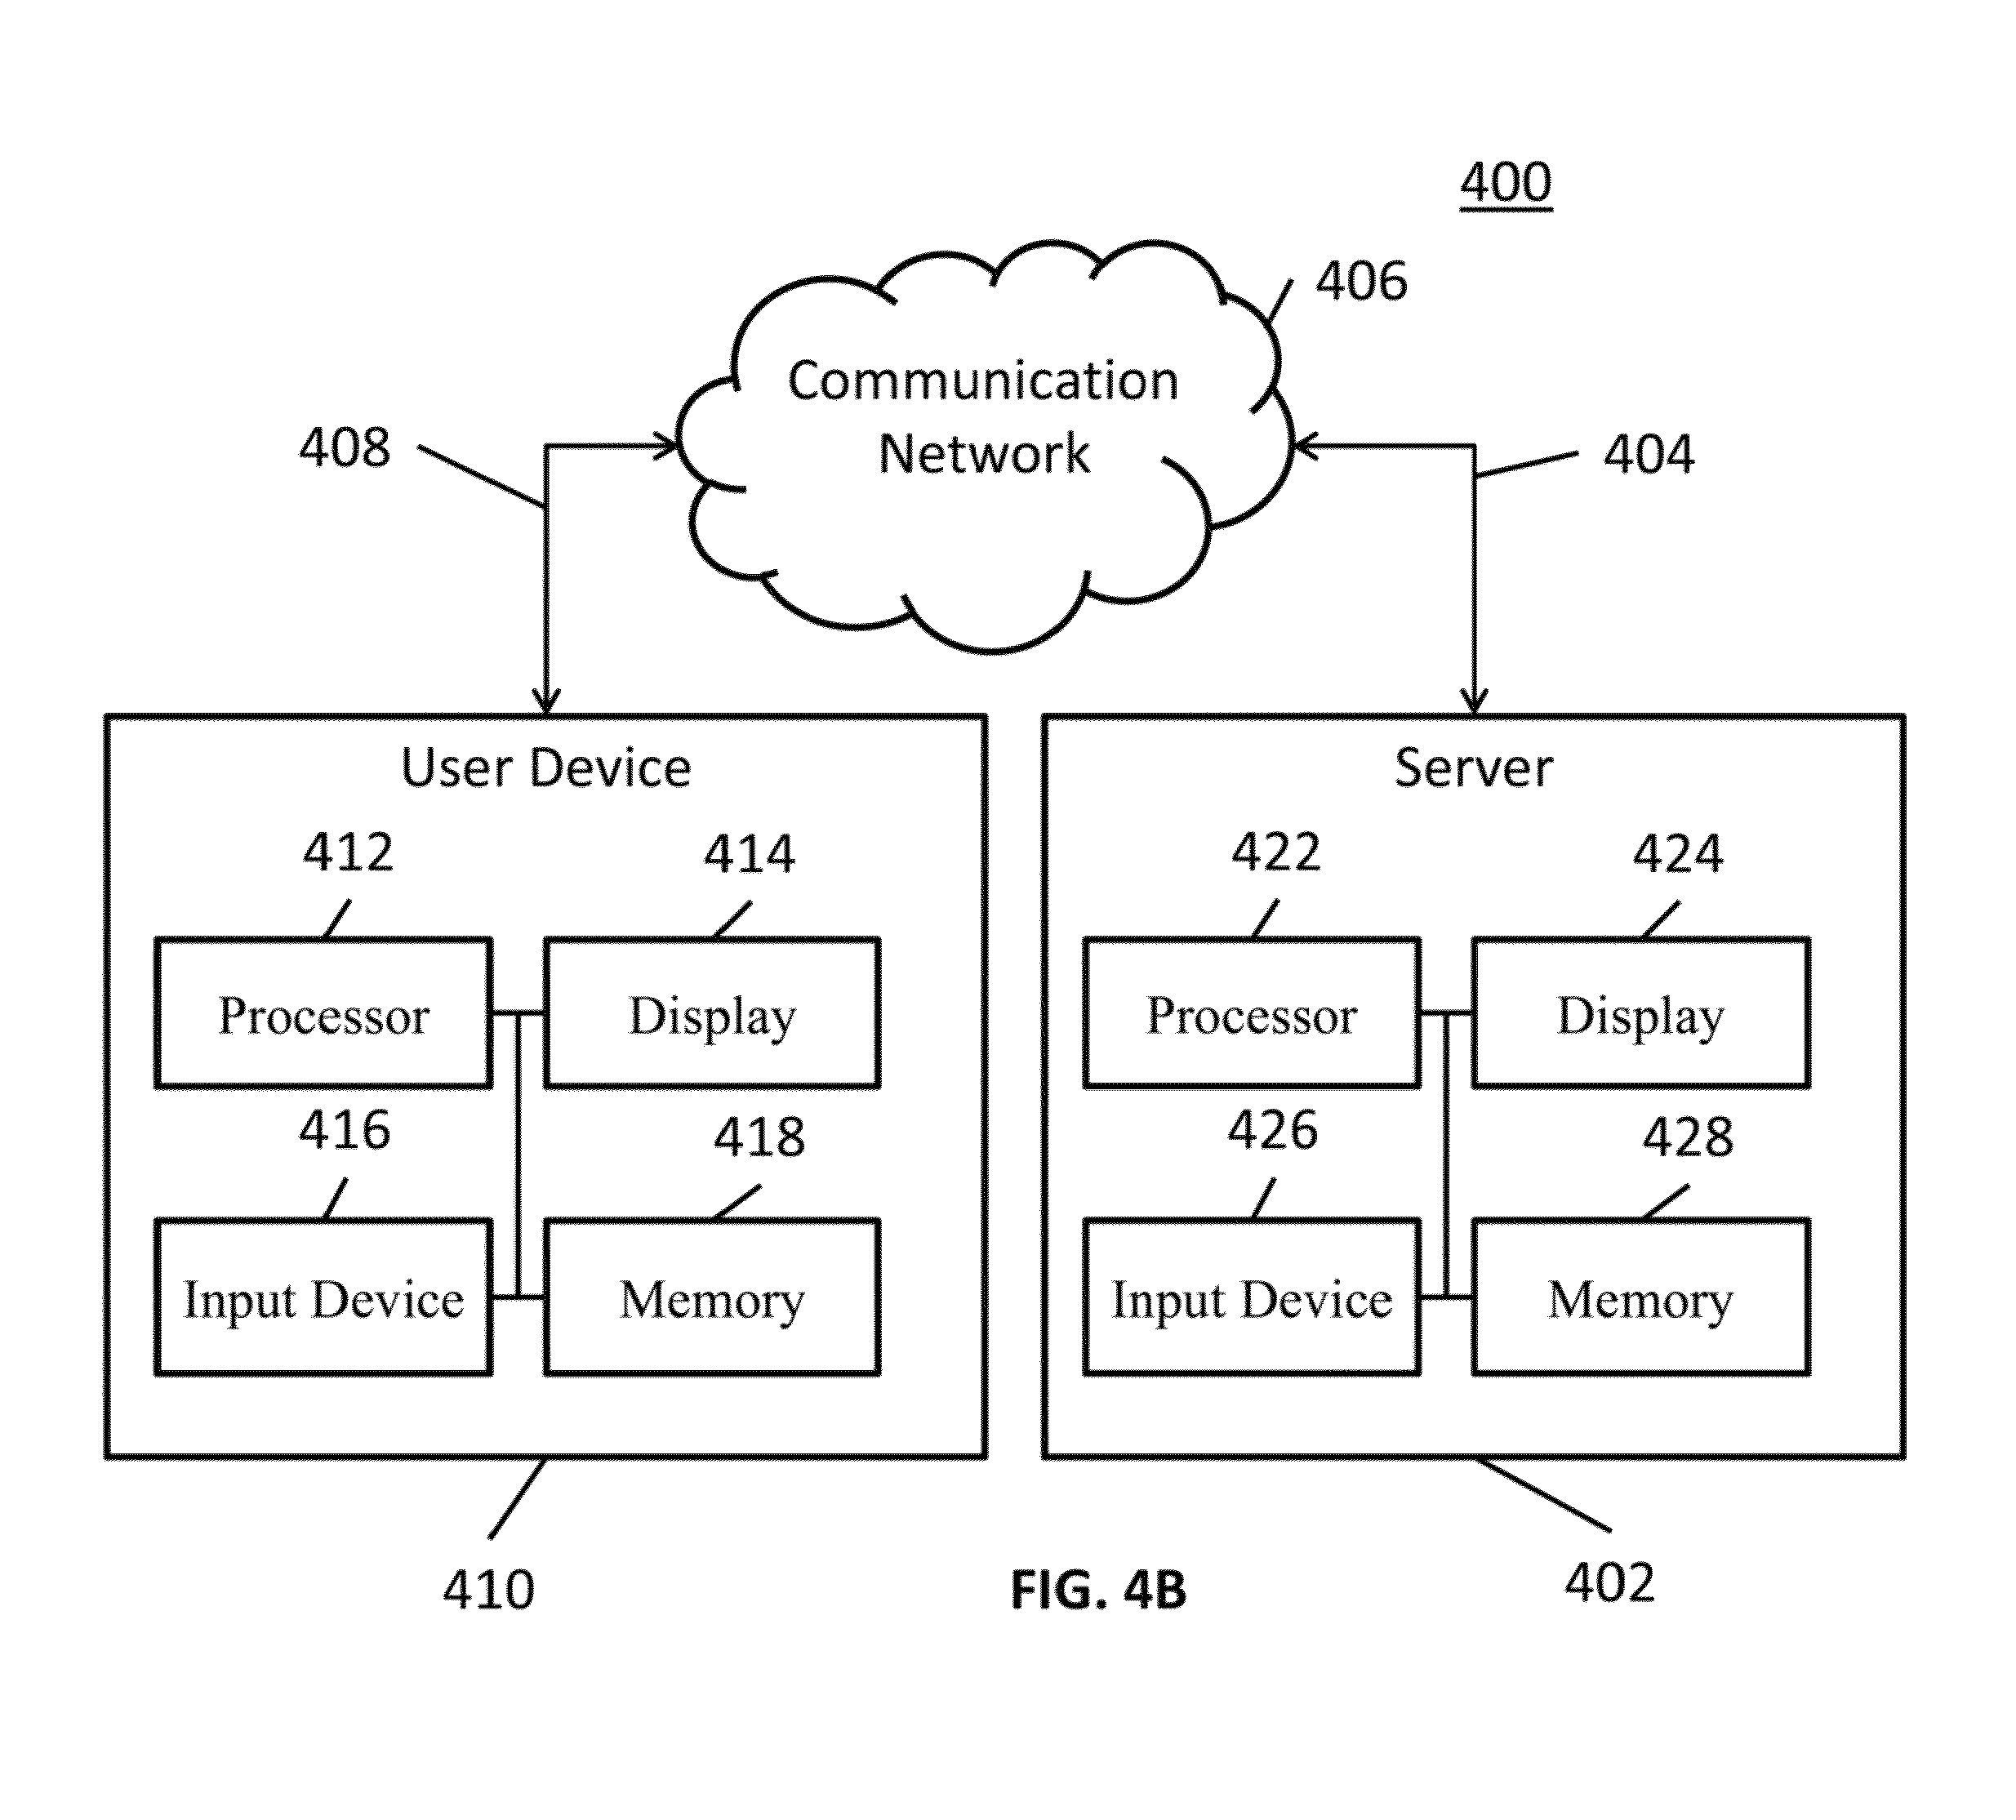 400
406
Communication
Network
408
404
User Device
412
414
Processor
Display
416
418
Input Device
Memory
410
Server
422
424
Processor
Display
426
428
Input Device
Memory
402
FIG. 4B